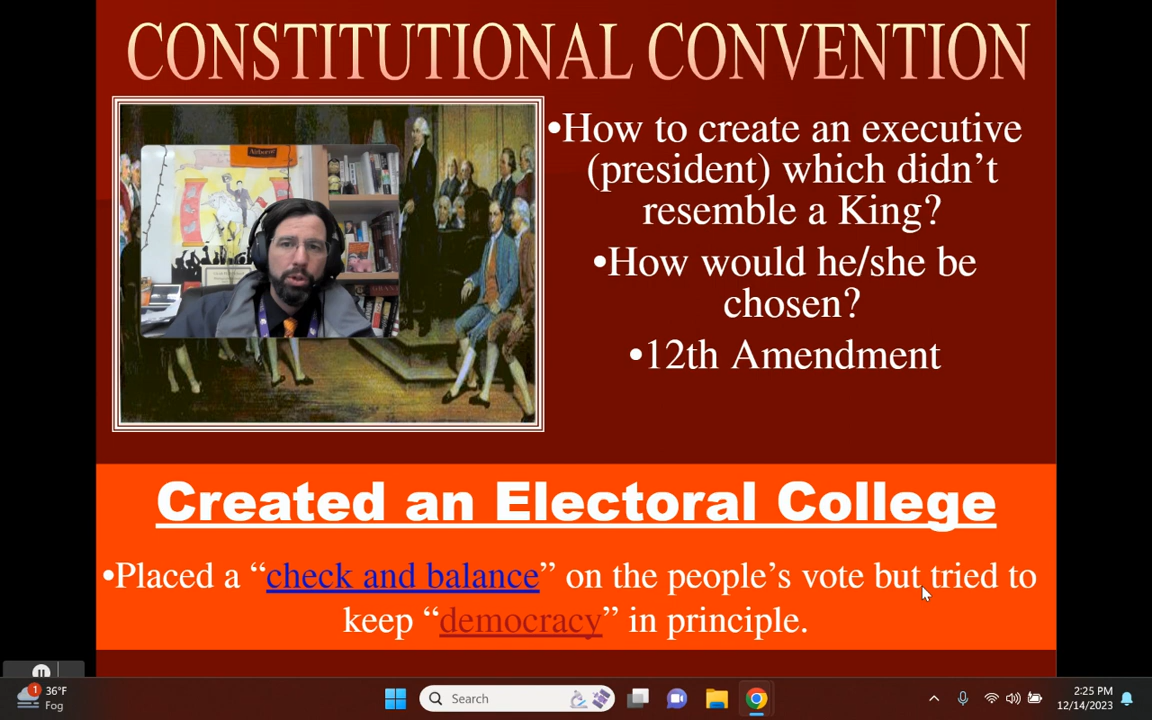 CONSTITUTIONAL CONVENTION
Airborne
•How to create an executive
(president) which didn’t
resemble a King?
•How would he/she be
chosen?
•12th Amendment
Created an Electoral College
•Placed a “check and balance” on the people’s vote but tried to
keep “democracy” in principle.
1
36°F
Fog
Search
2:25 PM
12/14/2023